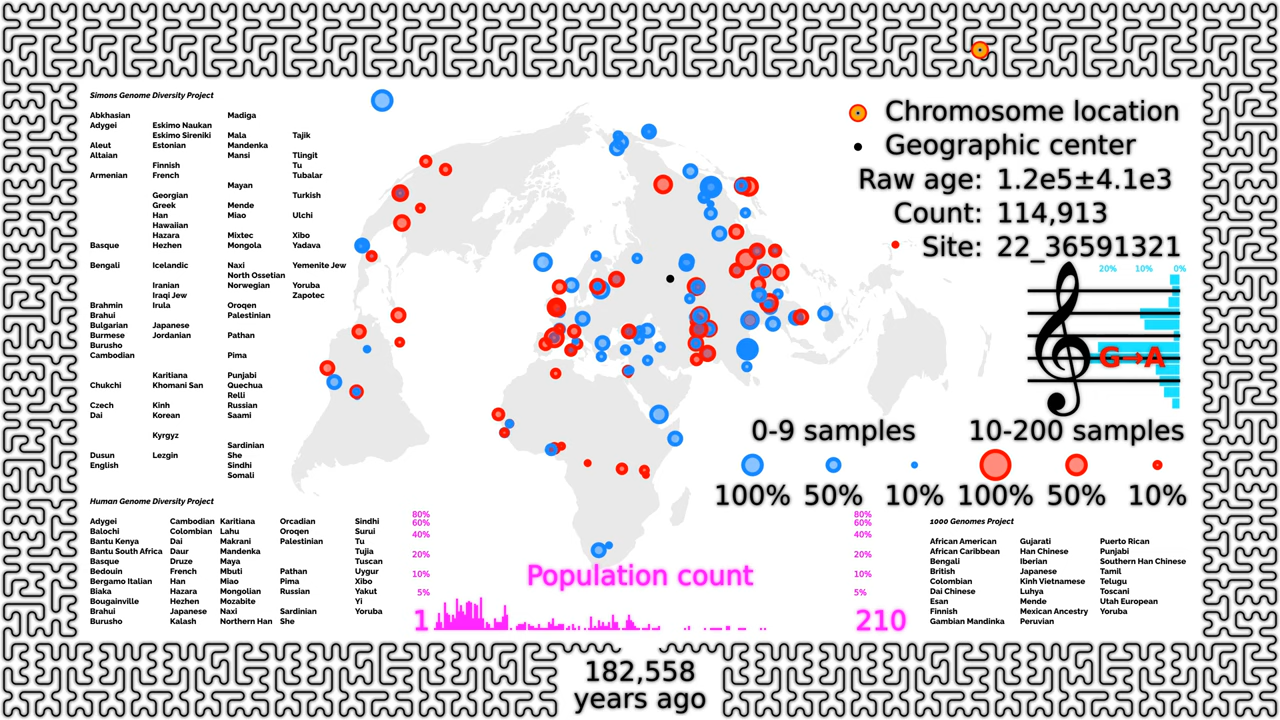 Simons Genome Diversity Project
Abkhasian Madiga
Adygei Eskimo Naukan
Eskimo Sireniki Mala Tajik
Aleut Estonian Mandenka
Altaian Mansi Tlingit
Finnish Tu
Armenian French Tubalar
Mayan
Georgian Turkish
Greek Mende
Han Miao Ulchi
Hawaiian
Hazara Mixtec Xibo
Basque Hezhen Mongola Yadava
Bengali Icelandic Naxi Yemenite Jew
North Ossetian
Iranian Norwegian Yoruba
Iraqi Jew Zapotec
Brahmin Irula Oroqen
Brahui Palestinian
Bulgarian Japanese
Burmese Jordanian Pathan
Burusho
Cambodian Pima
Karitiana Punjabi
Chukchi Khomani San Quechua
Relli
Czech Kinh Russian
Dai Korean Saami
Kyrgyz
Sardinian
Dusun Lezgin She
English Sindhi
Somali
Chromosome location
Geographic center
Raw age: 1.2e5±4.1e3
Count: 114,913
Site: 22_36591321
20% 10% 0%
G→A
0-9 samples 10-200 samples
100% 50% 10% 100% 50% 10%
Human Genome Diversity Project
Adygei Cambodian Karitiana Orcadian Sindhi
Balochi Colombian Lahu Oroqen Surui
Bantu Kenya Dai Makrani Palestinian Tu
Bantu South Africa Daur Mandenka Tujia
Basque Druze Maya Tuscan
Bedouin French Mbuti Pathan Uygur
Bergamo Italian Han Miao Pima Xibo
Biaka Hazara Mongolian Russian Yakut
Bougainville Hezhen Mozabite Yi
Brahui Japanese Naxi Sardinian Yoruba
Burusho Kalash Northern Han She
80%
60%
40%
20%
10%
5%
1
Population count
80%
60%
40%
20%
10%
5%
210
1000 Genomes Project
African American Gujarati Puerto Rican
African Caribbean Han Chinese Punjabi
Bengali Iberian Southern Han Chinese
British Japanese Tamil
Colombian Kinh Vietnamese Telugu
Dai Chinese Luhya Toscani
Esan Mende Utah European
Finnish Mexican Ancestry Yoruba
Gambian Mandinka Peruvian
182,558
years ago